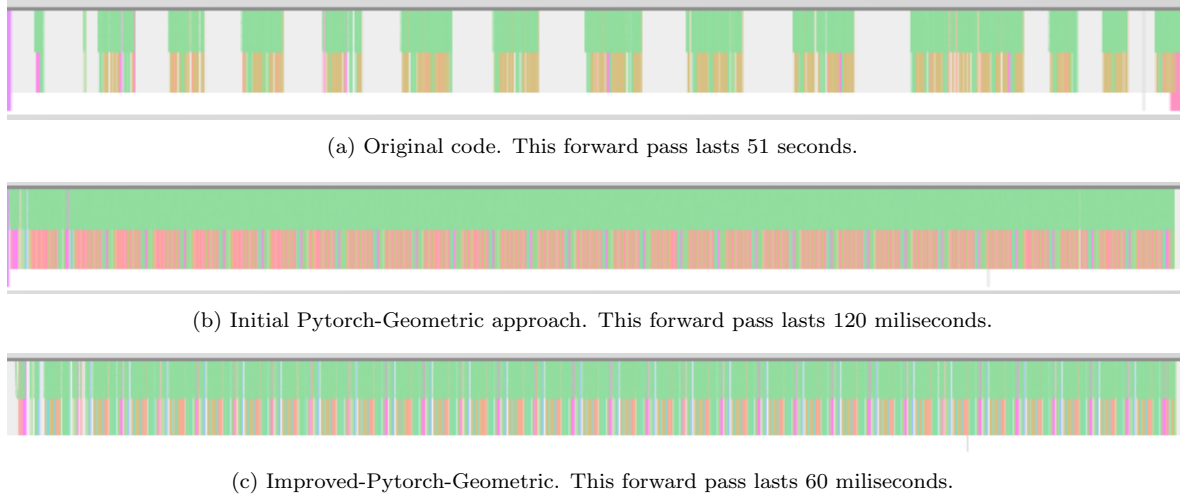 (a) Original code. This forward pass lasts 51 seconds.
(b) Initial Pytorch-Geometric approach. This forward pass lasts 120 miliseconds.
(c) Improved-Pytorch-Geometric. This forward pass lasts 60 miliseconds.